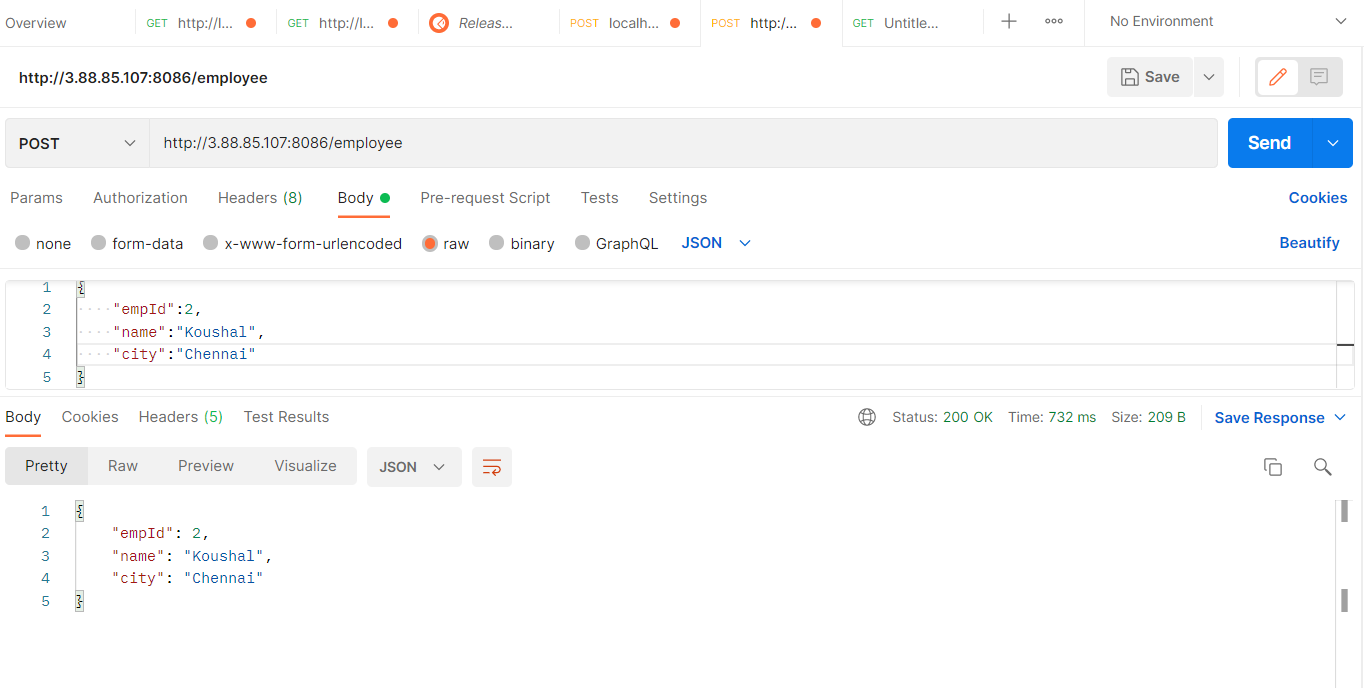 Overview GET http://l... GET http://l... Releas... POST localh... POST http:/... GET Untitle... No Environment
http://3.88.85.107:8086/employee Save
POST http://3.88.85.107:8086/employee Send
Params Authorization Headers (8) Body Pre-request Script Tests Settings Cookies
none form-data x-www-form-urlencoded raw binary GraphQL JSON Beautify
1 {
2 "empId":2,
3 "name":"Koushal",
4 "city":"Chennai"
5 }
Body Cookies Headers (5) Test Results Status: 200 OK Time: 732 ms Size: 209 B Save Response
Pretty Raw Preview Visualize JSON
1 {
2 "empId": 2,
3 "name": "Koushal",
4 "city": "Chennai"
5 }